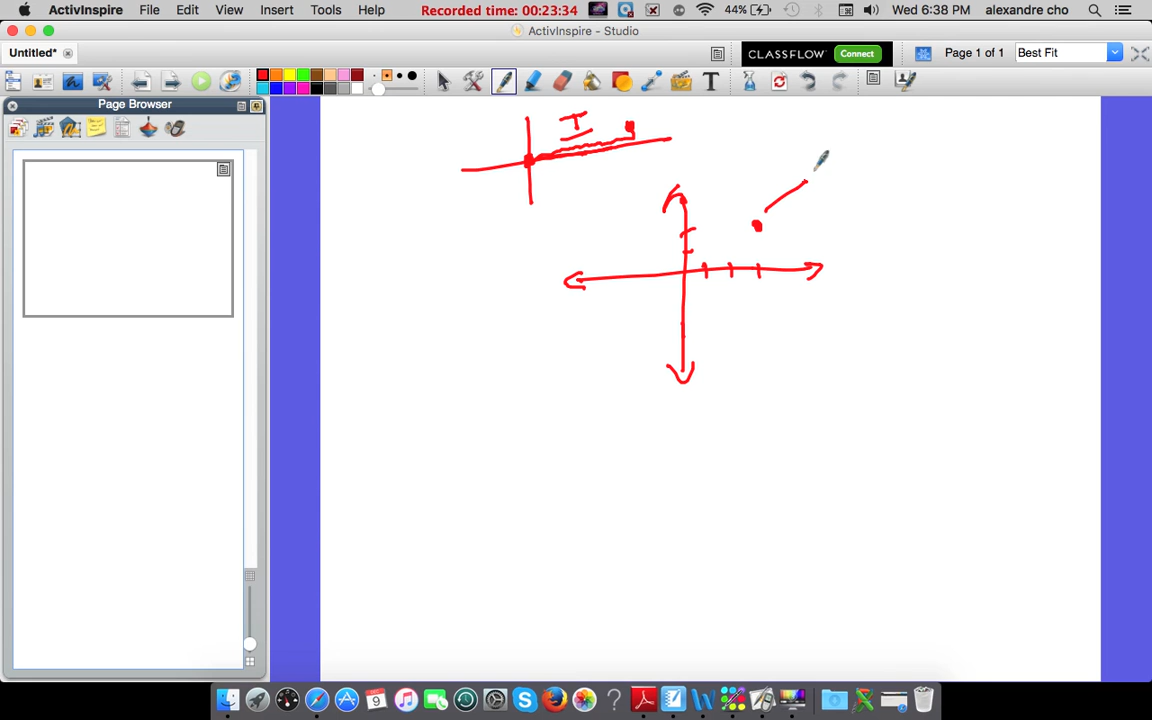 ActivInspire File Edit View Insert Tools Help Recorded time: 00:23:34 44% Wed 6:38 PM alexandre cho
ActivInspire - Studio
Untitled* CLASSFLOW Connect Page 1 of 1 Best Fit
T
Page Browser
I
9